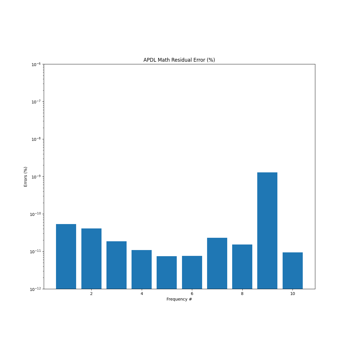 APDL Math Residual Error (%)
10⁻⁶
10⁻⁷
10⁻⁸
10⁻⁹
10⁻¹⁰
10⁻¹¹
10⁻¹²
Errors (%)
2 4 6 8 10
Frequency #